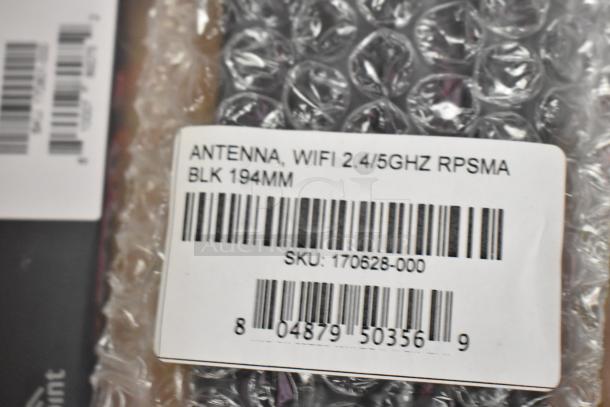 ANTENNA, WIFI 2.4/5GHZ RPSMA
BLK 194MM
SKU: 170628-000
8 04879 50356 9